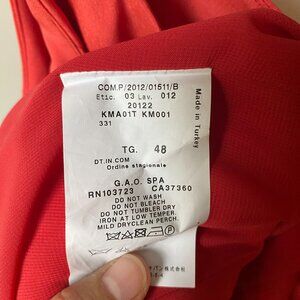 COM.P/2012/01511/B
Etic. 03 Lav. 012
20122
KMA01T KM001
331
Made in Turkey
TG. 48
DT.IN.COM
Ordine stagionale
G.A.O. SPA
RN103723 CA37360
DO NOT WASH
DO NOT BLEACH
DO NOT TUMBLE DRY
IRON AT LOW TEMPER.
MILD DRYCLEAN PERCH.